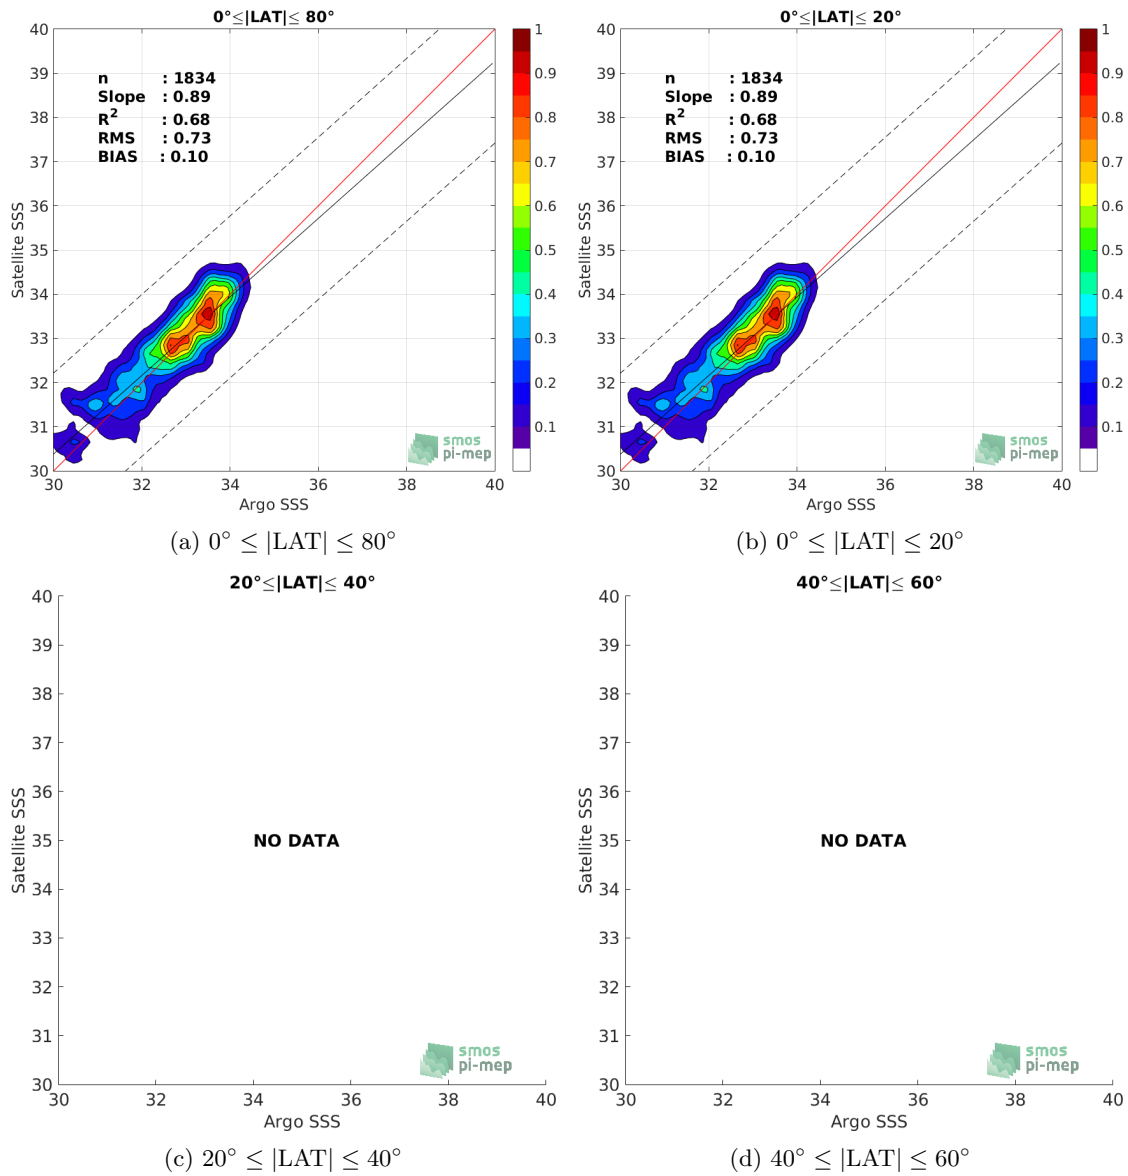 0°≤|LAT|≤ 80°
40
39
38
37
36
35
34
33
32
31
30
Satellite SSS
n : 1834
Slope : 0.89
R2 : 0.68
RMS : 0.73
BIAS : 0.10
smos
pi-mep
30 32 34 36 38 40
Argo SSS
1
0.9
0.8
0.7
0.6
0.5
0.4
0.3
0.2
0.1
(a) 0° ≤ |LAT| ≤ 80°
0°≤|LAT|≤ 20°
40
39
38
37
36
35
34
33
32
31
30
Satellite SSS
n : 1834
Slope : 0.89
R2 : 0.68
RMS : 0.73
BIAS : 0.10
smos
pi-mep
30 32 34 36 38 40
Argo SSS
1
0.9
0.8
0.7
0.6
0.5
0.4
0.3
0.2
0.1
(b) 0° ≤ |LAT| ≤ 20°
20°≤|LAT|≤ 40°
40
39
38
37
36
35
34
33
32
31
30
Satellite SSS
NO DATA
smos
pi-mep
30 32 34 36 38 40
Argo SSS
(c) 20° ≤ |LAT| ≤ 40°
40°≤|LAT|≤ 60°
40
39
38
37
36
35
34
33
32
31
30
Satellite SSS
NO DATA
smos
pi-mep
30 32 34 36 38 40
Argo SSS
(d) 40° ≤ |LAT| ≤ 60°